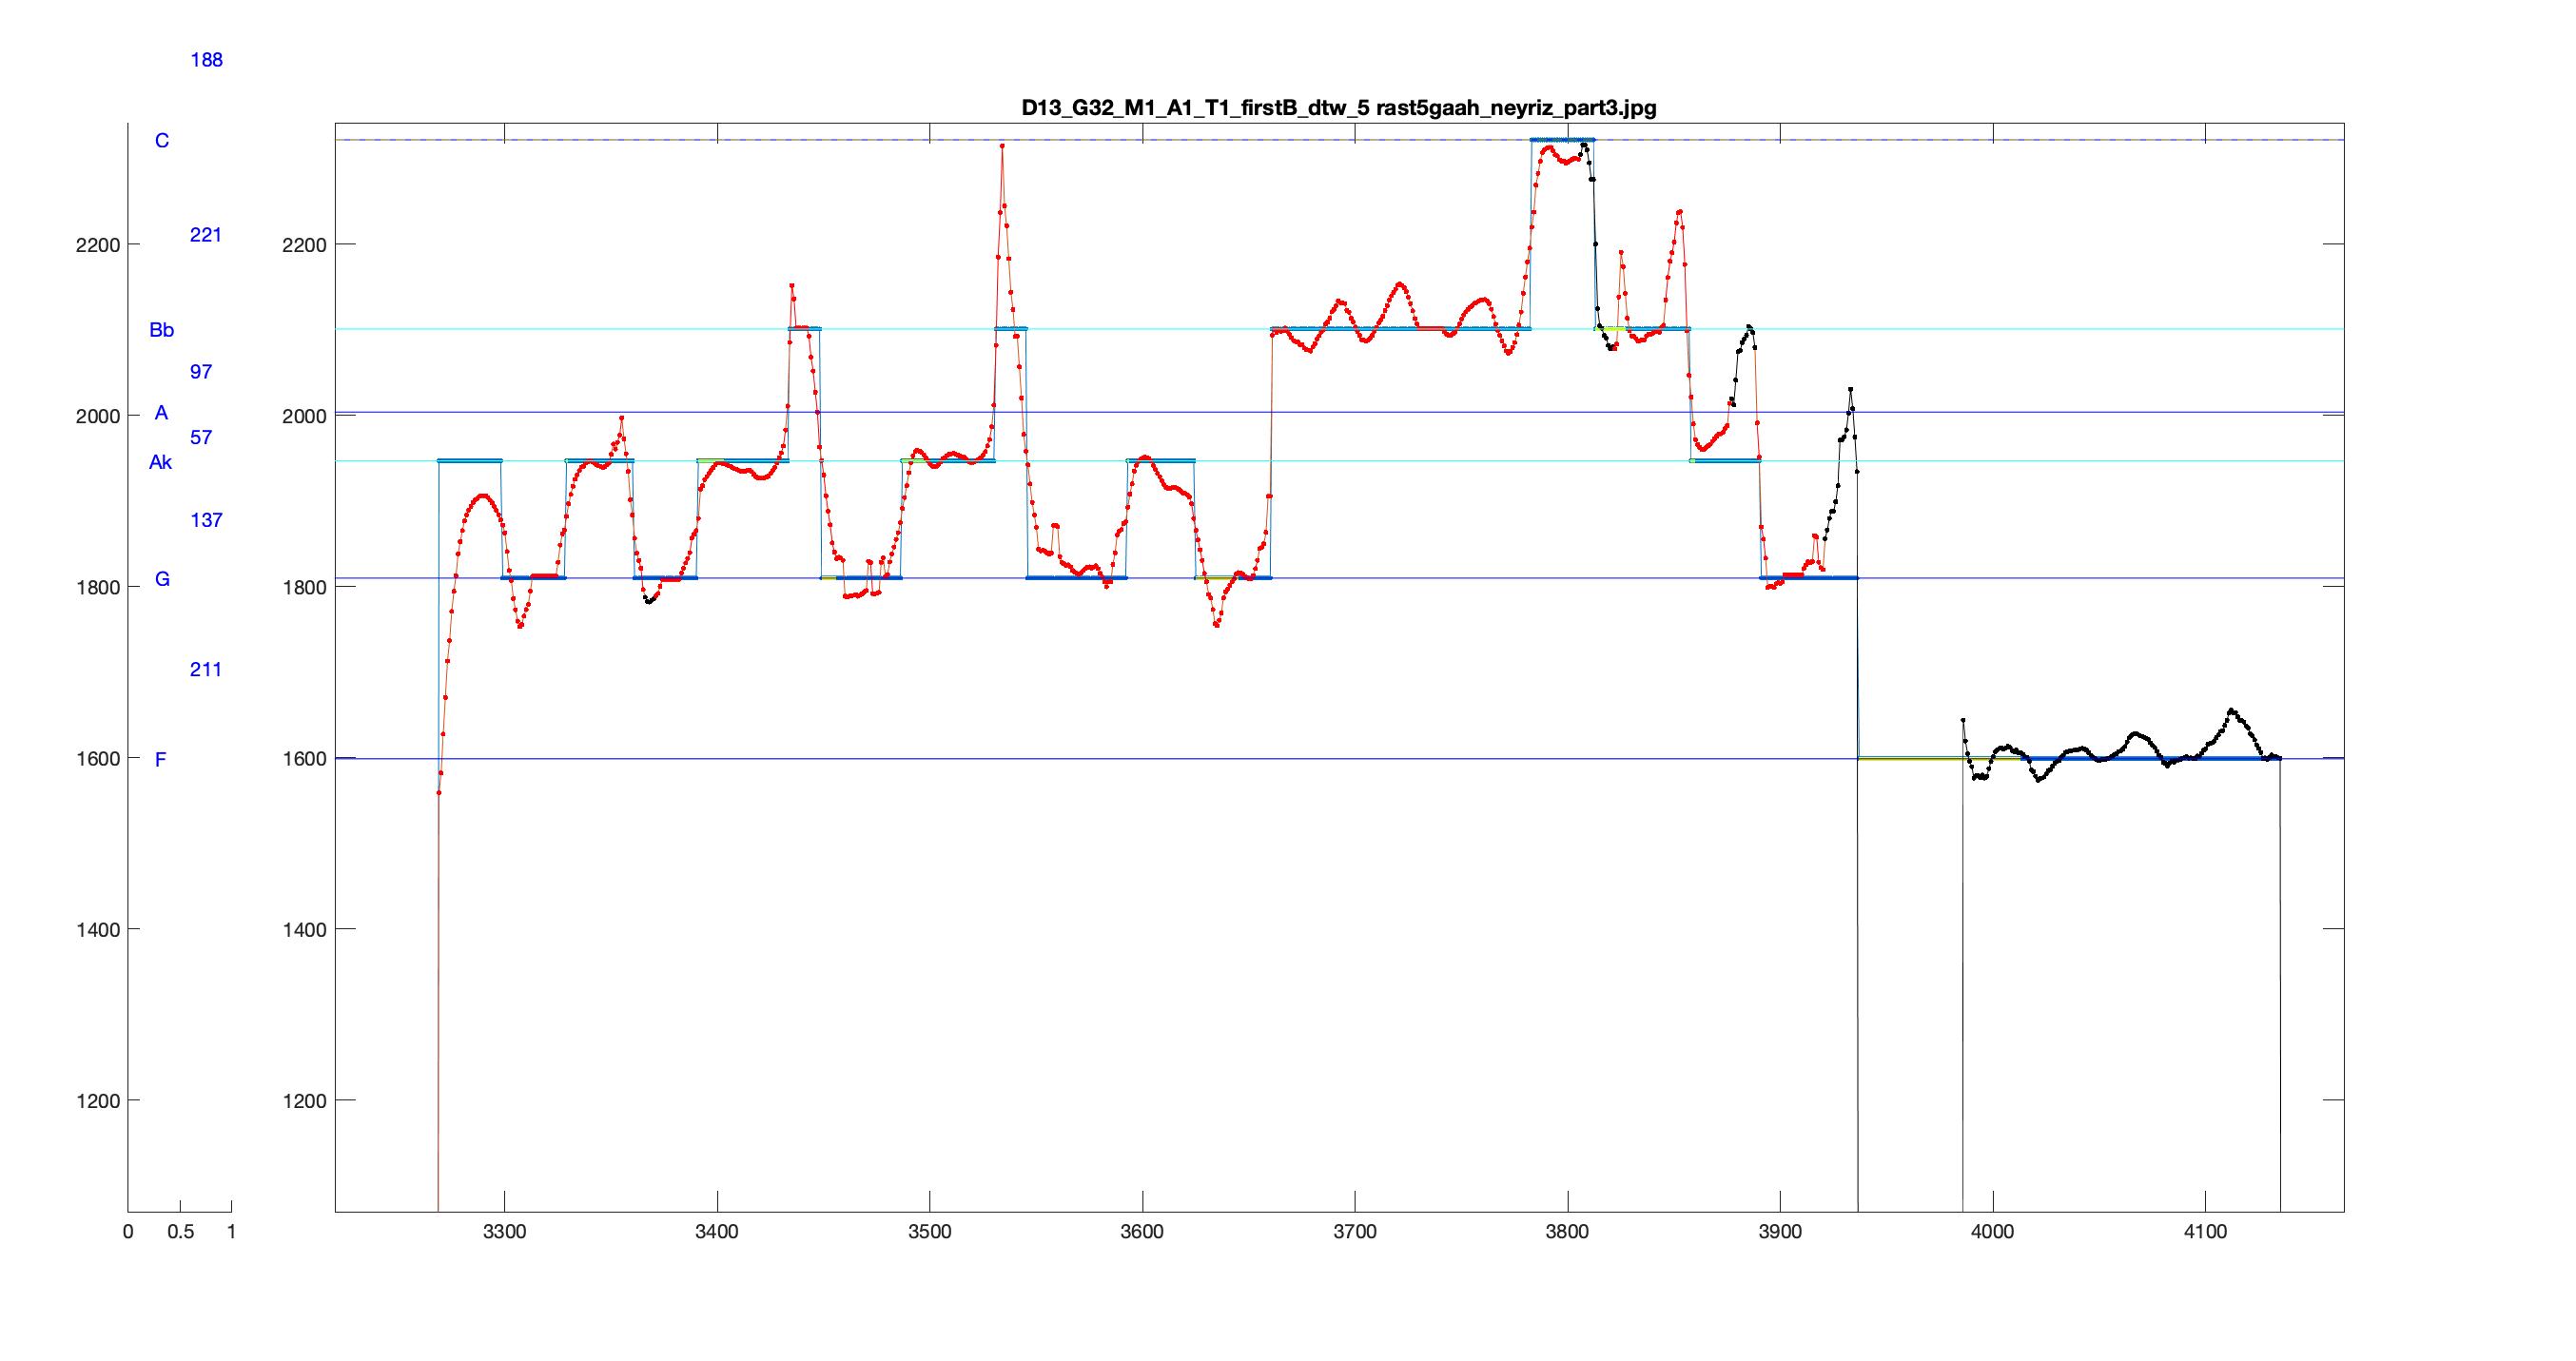 188
D13_G32_M1_A1_T1_firstB_dtw_5 rast5gaah_neyriz_part3.jpg
C
221
2200 2200
Bb
97
2000 A 2000
57
Ak
137
1800 G 1800
211
1600 F 1600
1400 1400
1200 1200
0 0.5 1 3300 3400 3500 3600 3700 3800 3900 4000 4100